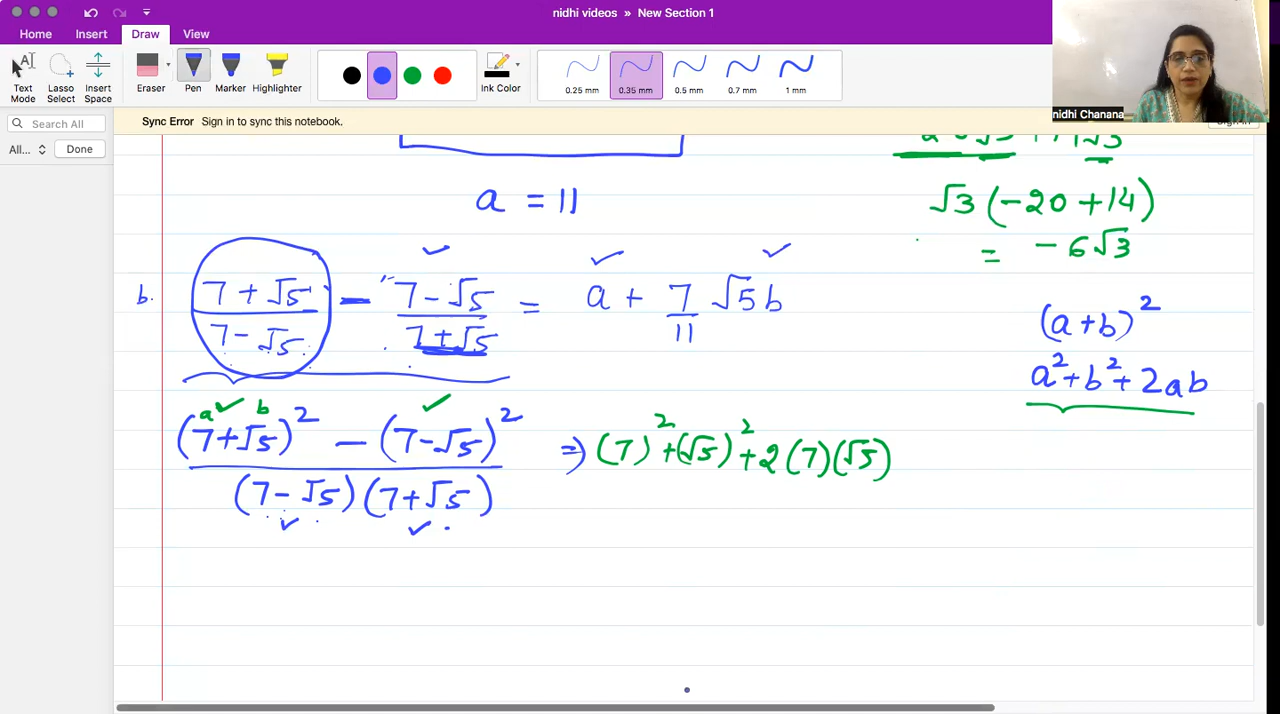 nidhi videos » New Section 1
Home Insert Draw View
Text Mode Lasso Select Insert Space Eraser Pen Marker Highlighter Ink Color 0.25 mm 0.35 mm 0.5 mm 0.7 mm 1 mm
nidhi Chanana
Search All Sync Error Sign in to sync this notebook.
All... Done
a = 11
√3 (-20 + 14)
= -6√3
b. (7 + √5)/(7 - √5) - (7 - √5)/(7 + √5) = a + 7/11 √5 b
(a+b)²
a² + b² + 2ab
a b
((7+√5)² - (7-√5)²)/((7-√5)(7+√5)) ⇒ (7)² + (√5)² + 2(7)(√5)